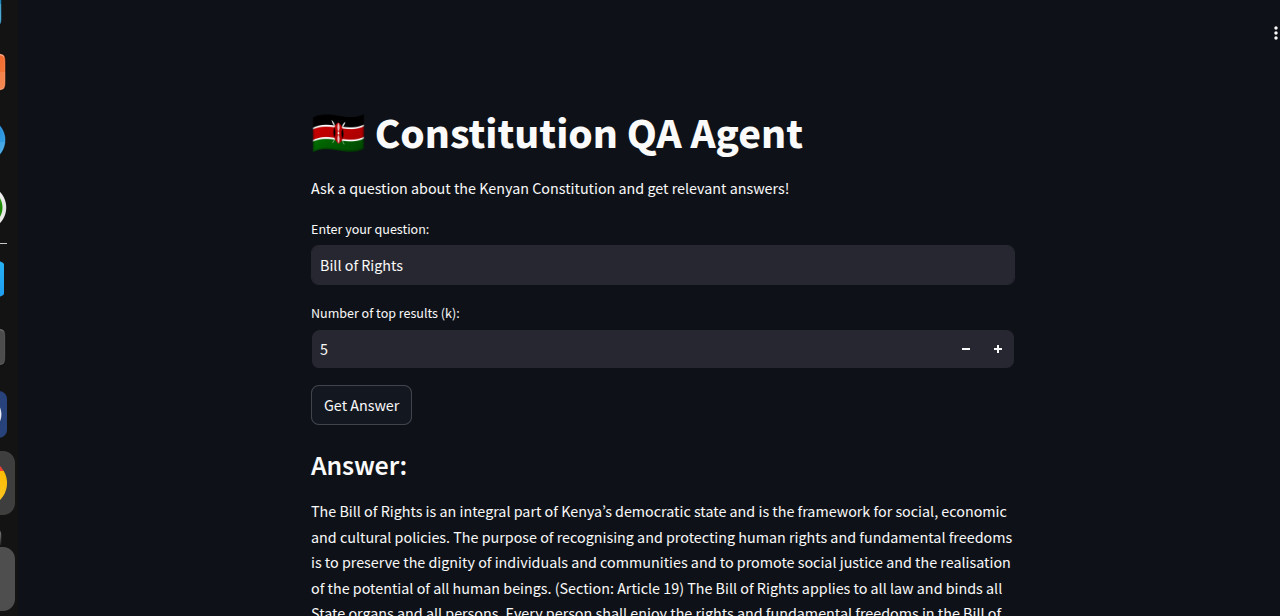 Constitution QA Agent
Ask a question about the Kenyan Constitution and get relevant answers!
Enter your question:
Bill of Rights
Number of top results (k):
5
Get Answer
Answer:
The Bill of Rights is an integral part of Kenya’s democratic state and is the framework for social, economic
and cultural policies. The purpose of recognising and protecting human rights and fundamental freedoms
is to preserve the dignity of individuals and communities and to promote social justice and the realisation
of the potential of all human beings. (Section: Article 19) The Bill of Rights applies to all law and binds all
State organs and all persons. Every person shall enjoy the rights and fundamental freedoms in the Bill of